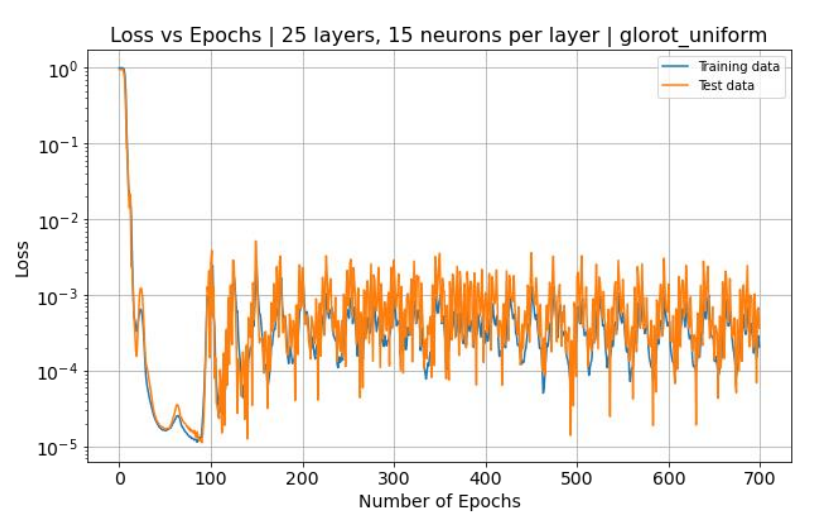 Loss vs Epochs | 25 layers, 15 neurons per layer | glorot_uniform
Training data
Test data
10^0
10^-1
10^-2
10^-3
10^-4
10^-5
Loss
0 100 200 300 400 500 600 700
Number of Epochs